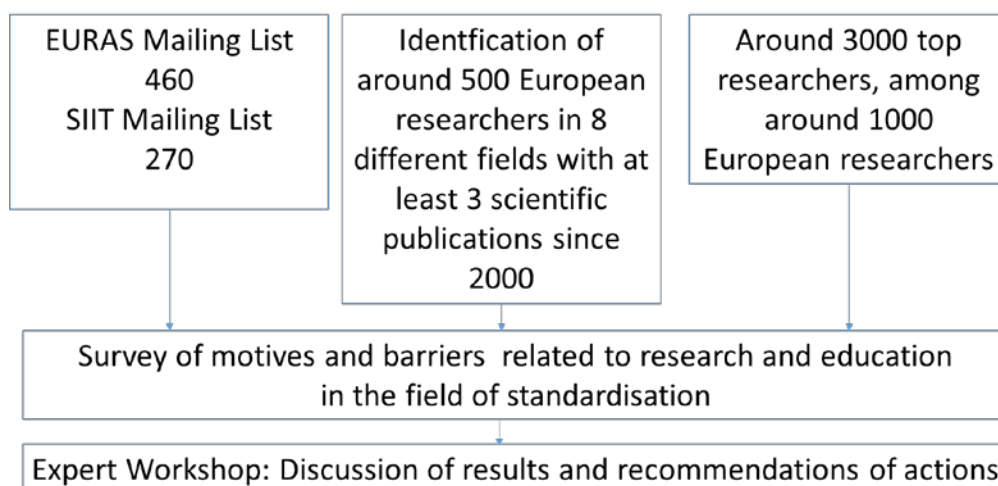 EURAS Mailing List
460
SIIT Mailing List
270
Identfication of
around 500 European
researchers in 8
different fields with at
least 3 scientific
publications since
2000
Around 3000 top
researchers, among
around 1000
European researchers
Survey of motives and barriers related to research and education
in the field of standardisation
Expert Workshop: Discussion of results and recommendations of actions